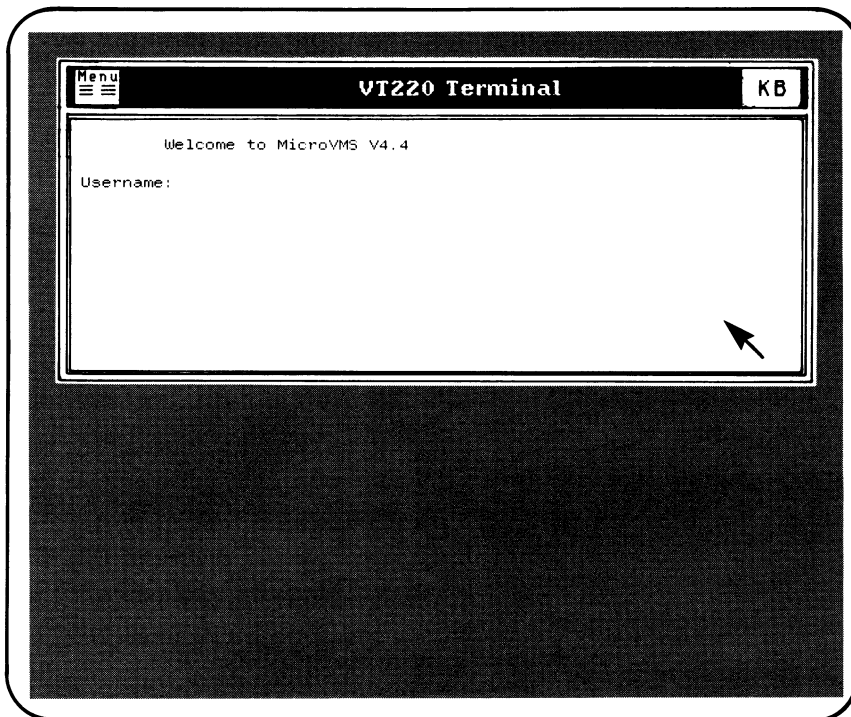 Menu
VT220 Terminal
KB
Welcome to MicroVMS V4.4
Username: